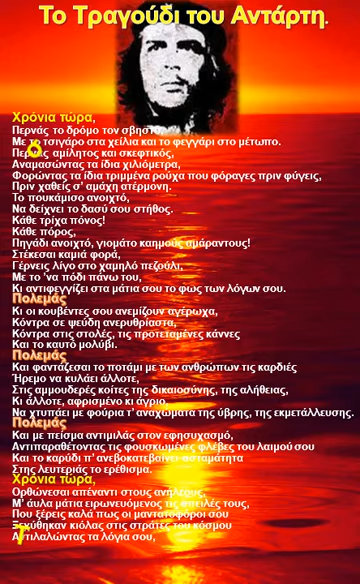 Το Τραγούδι του Αντάρτη.
Χρόνια τώρα,
Περνάς το δρόμο τον σβηστό,
Με το τσιγάρο στα χείλια και το φεγγάρι στο μέτωπο.
Περνάς αμίλητος και σκεφτικός,
Αναμασώντας τα ίδια χιλιόμετρα,
Φορώντας τα ίδια τριμμένα ρούχα που φόραγες πριν φύγεις,
Πριν χαθείς σ’ αμάχη ατέρμονη.
Το πουκάμισο ανοιχτό,
Να δείχνει το δασύ σου στήθος.
Κάθε τρίχα πόνος!
Κάθε πόρος,
Πηγάδι ανοιχτό, γιομάτο καημούς αμάραντους!
Στέκεσαι καμιά φορά,
Γέρνεις λίγο στο χαμηλό πεζούλι,
Με το ’να πόδι πάνω του,
Κι αντιφεγγίζει στα μάτια σου το φως των λόγων σου.
Πολεμάς
Κι οι κουβέντες σου ανεμίζουν αγέρωχα,
Κόντρα σε ψεύδη ανερυθρίαστα,
Κόντρα στις στολές, τις προτεταμένες κάννες
Και το καυτό μολύβι.
Πολεμάς
Και φαντάζεσαι το ποτάμι με των ανθρώπων τις καρδιές
Ήρεμο να κυλάει άλλοτε,
Στις αμμουδερές κοίτες της δικαιοσύνης, της αλήθειας,
Κι άλλοτε, αφρισμένο κι άγριο,
Να χτυπάει με φούρια τ’ αναχώματα της ύβρης, της εκμετάλλευσης.
Πολεμάς
Και με πείσμα αντιμιλάς στον εφησυχασμό,
Αντιπαραθέτοντας τις φουσκωμένες φλέβες του λαιμού σου
Και το καρύδι π’ ανεβοκατεβαίνει ασταμάτητα
Στης λευτεριάς το ερέθισμα.
Χρόνια τώρα,
Ορθώνεσαι απέναντι στους ανήλεους,
Μ’ άυλα μάτια ειρωνευόμενος τις απειλές τους,
Που ξέρεις καλά πως οι μαντατοφόροι σου
Ξεχύθηκαν κιόλας στις στράτες του κόσμου
Αντιλαλώντας τα λόγια σου,